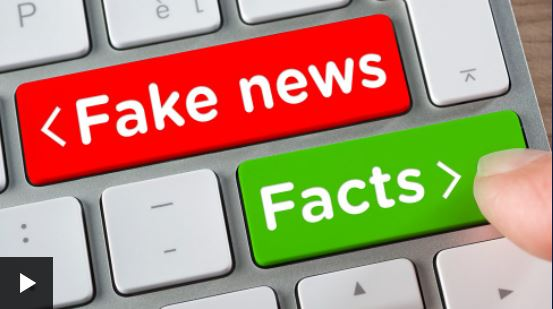 P
è [
< Fake news
Facts >
: .
_ -